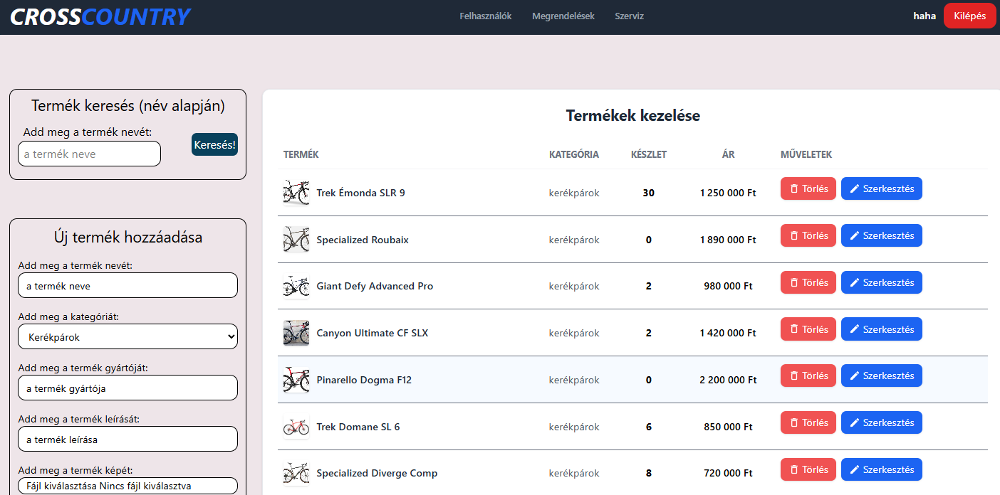 CROSSCOUNTRY
Felhasználók Megrendelések Szerviz
haha Kilépés
Termék keresés (név alapján)
Add meg a termék nevét:
a termék neve
Keresés!
Új termék hozzáadása
Add meg a termék nevét:
a termék neve
Add meg a kategóriát:
Kerékpárok
Add meg a termék gyártóját:
a termék gyártója
Add meg a termék leírását:
a termék leírása
Add meg a termék képét:
Fájl kiválasztása Nincs fájl kiválasztva
Termékek kezelése
TERMÉK KATEGÓRIA KÉSZLET ÁR MŰVELETEK
Trek Émonda SLR 9 kerékpárok 30 1 250 000 Ft Törlés Szerkesztés
Specialized Roubaix kerékpárok 0 1 890 000 Ft Törlés Szerkesztés
Giant Defy Advanced Pro kerékpárok 2 980 000 Ft Törlés Szerkesztés
Canyon Ultimate CF SLX kerékpárok 2 1 420 000 Ft Törlés Szerkesztés
Pinarello Dogma F12 kerékpárok 0 2 200 000 Ft Törlés Szerkesztés
Trek Domane SL 6 kerékpárok 6 850 000 Ft Törlés Szerkesztés
Specialized Diverge Comp kerékpárok 8 720 000 Ft Törlés Szerkesztés